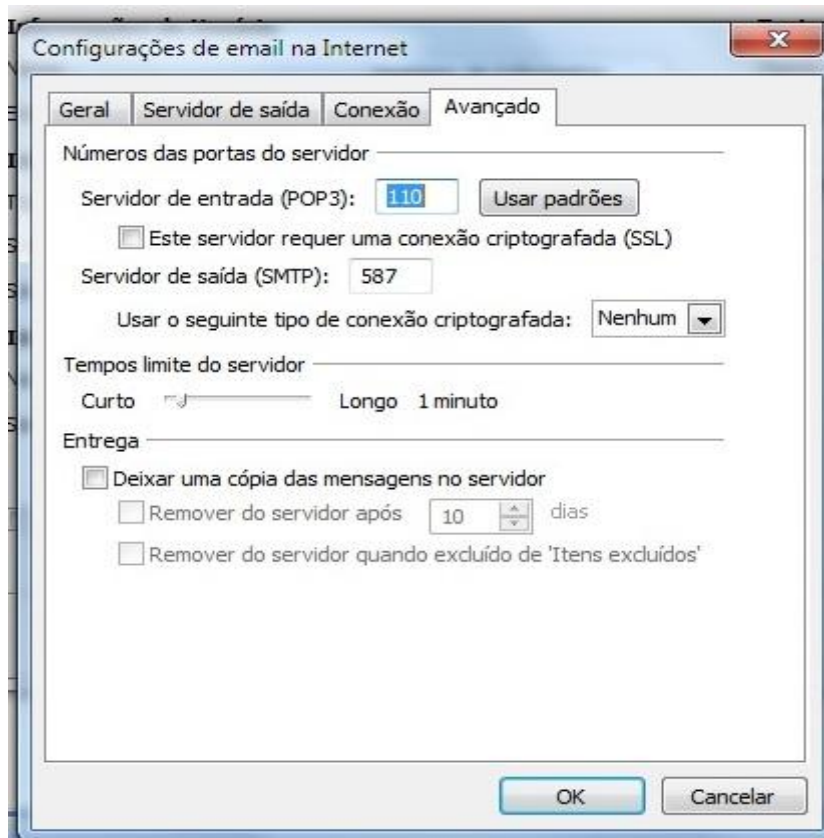 Configurações de email na Internet
Geral Servidor de saída Conexão Avançado
Números das portas do servidor
Servidor de entrada (POP3): 110 Usar padrões
Este servidor requer uma conexão criptografada (SSL)
Servidor de saída (SMTP): 587
Usar o seguinte tipo de conexão criptografada: Nenhum
Tempos limite do servidor
Curto Longo 1 minuto
Entrega
Deixar uma cópia das mensagens no servidor
Remover do servidor após 10 dias
Remover do servidor quando excluído de 'Itens excluídos'
OK Cancelar